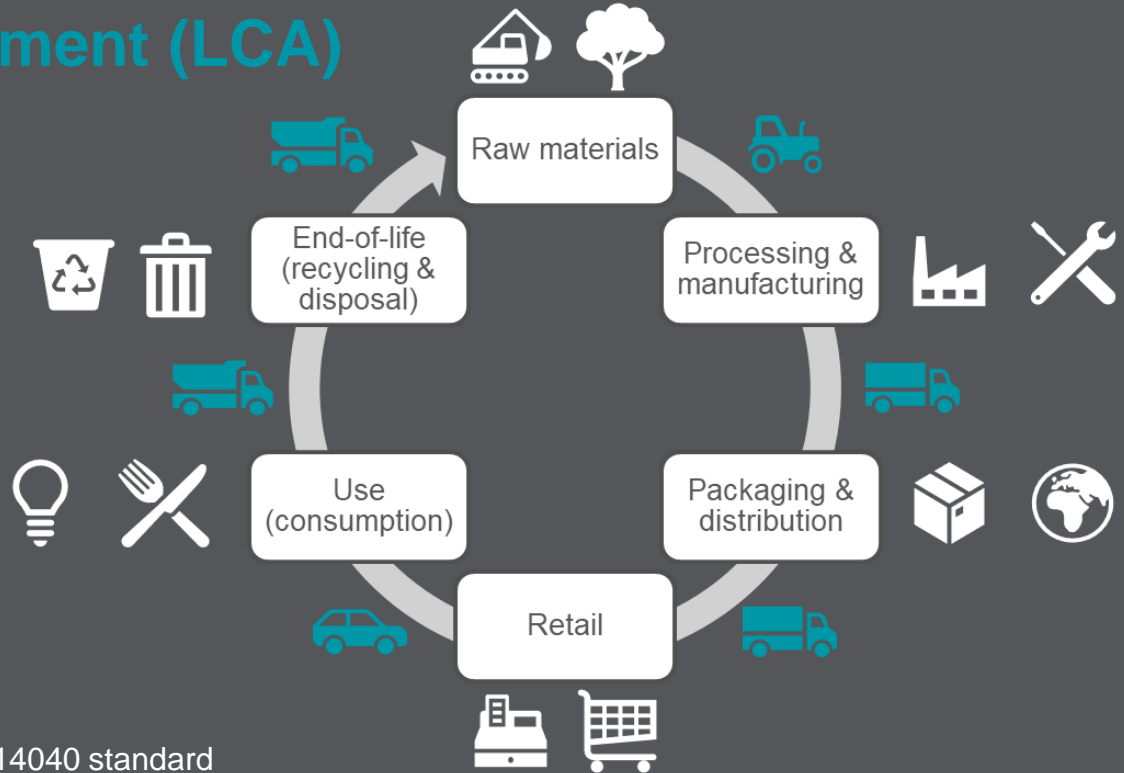 ment (LCA)
Raw materials
Processing &
manufacturing
Packaging &
distribution
Retail
Use
(consumption)
End-of-life
(recycling &
disposal)
14040 standard